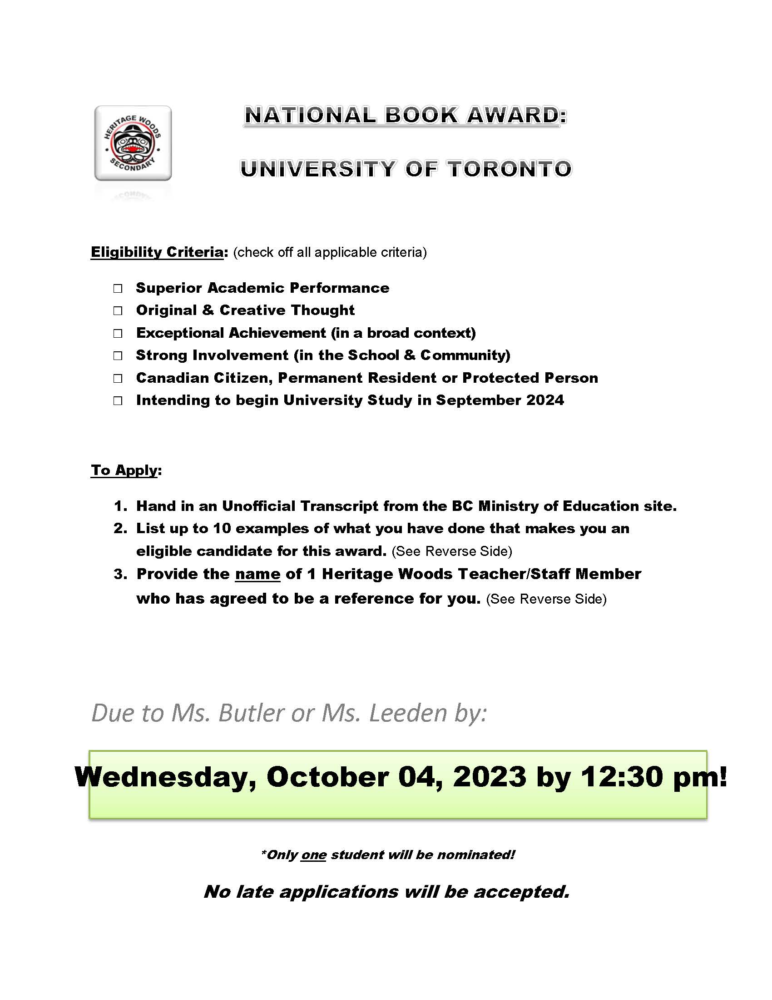 HERITAGE WOODS
SECONDARY
NATIONAL BOOK AWARD:
UNIVERSITY OF TORONTO
Eligibility Criteria: (check off all applicable criteria)
☐ Superior Academic Performance
☐ Original & Creative Thought
☐ Exceptional Achievement (in a broad context)
☐ Strong Involvement (in the School & Community)
☐ Canadian Citizen, Permanent Resident or Protected Person
☐ Intending to begin University Study in September 2024
To Apply:
1. Hand in an Unofficial Transcript from the BC Ministry of Education site.
2. List up to 10 examples of what you have done that makes you an
eligible candidate for this award. (See Reverse Side)
3. Provide the name of 1 Heritage Woods Teacher/Staff Member
who has agreed to be a reference for you. (See Reverse Side)
Due to Ms. Butler or Ms. Leeden by:
Wednesday, October 04, 2023 by 12:30 pm!
*Only one student will be nominated!
No late applications will be accepted.